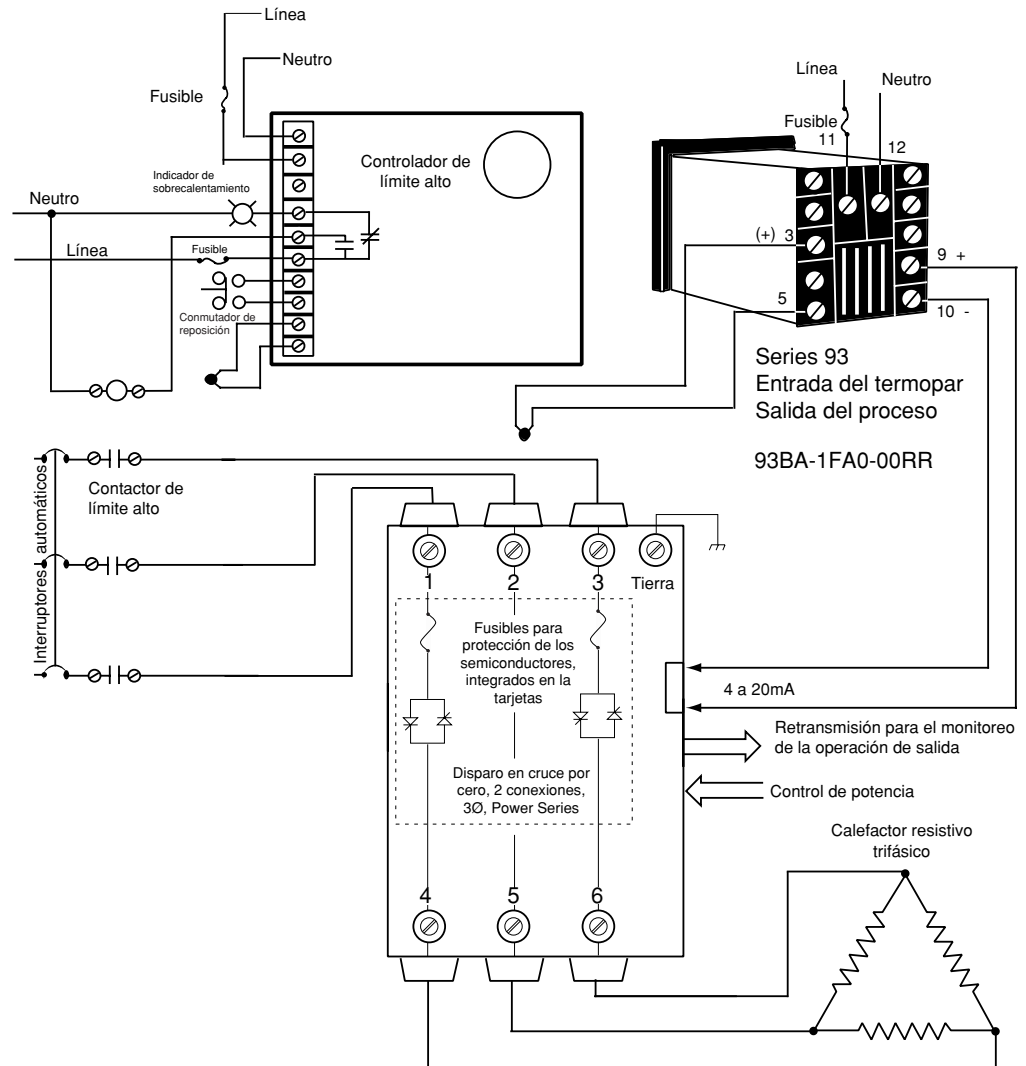 Línea
Neutro
Fusible
Controlador de
límite alto
Indicador de
sobrecalentamiento
Neutro
Línea
Fusible
Conmutador de
reposición
Línea
Neutro
Fusible
11
12
(+) 3
5
9 +
10 -
Series 93
Entrada del termopar
Salida del proceso
93BA-1FA0-00RR
Interruptores automáticos
Contactor de
límite alto
1
2
3
Tierra
Fusibles para
protección de los
semiconductores,
integrados en la
tarjetas
4 a 20mA
Retransmisión para el monitoreo
de la operación de salida
Disparo en cruce por
cero, 2 conexiones,
3Ø, Power Series
Control de potencia
Calefactor resistivo
trifásico
4
5
6